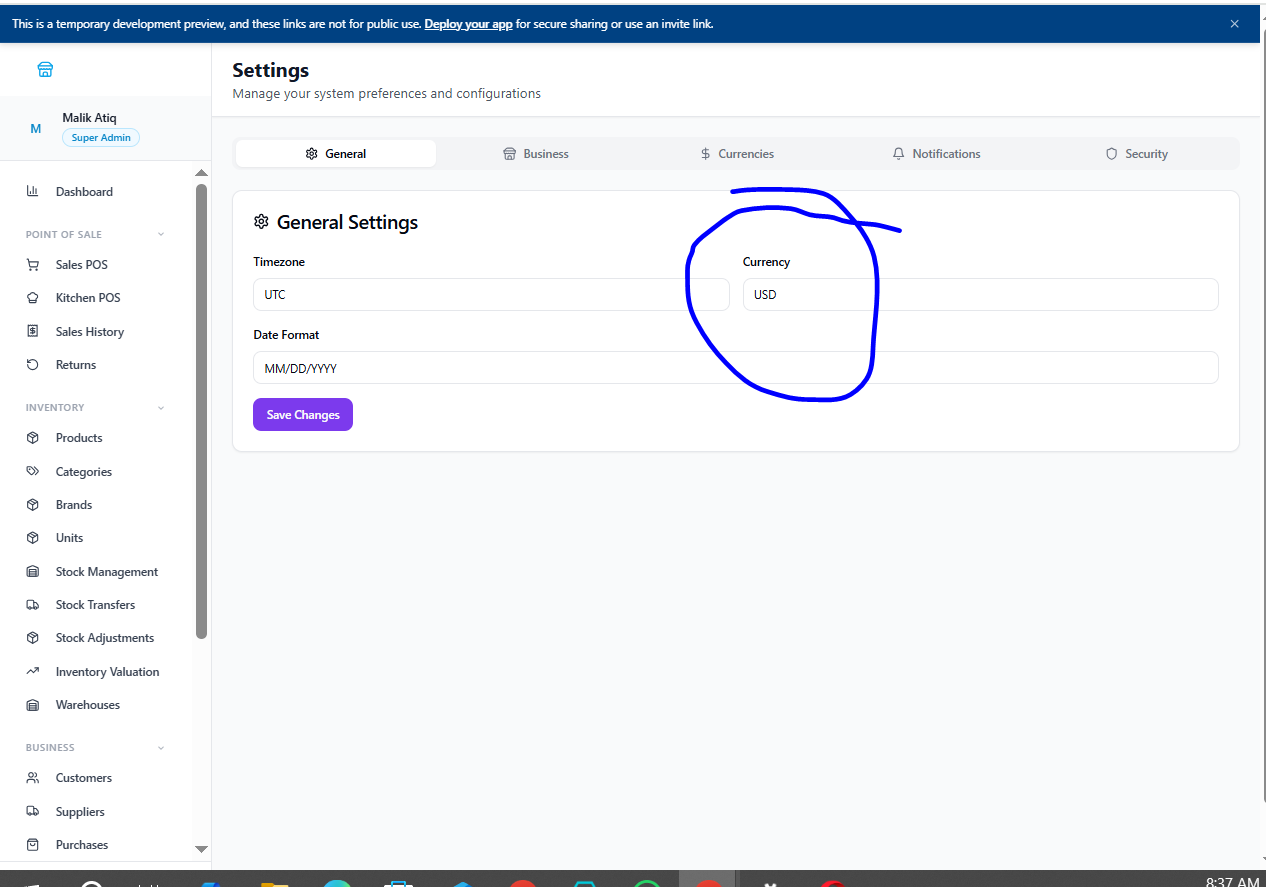 This is a temporary development preview, and these links are not for public use. Deploy your app for secure sharing or use an invite link.
Settings
Manage your system preferences and configurations
M
Malik Atiq
Super Admin
General
Business
Currencies
Notifications
Security
Dashboard
POINT OF SALE
Sales POS
Kitchen POS
Sales History
Returns
INVENTORY
Products
Categories
Brands
Units
Stock Management
Stock Transfers
Stock Adjustments
Inventory Valuation
Warehouses
BUSINESS
Customers
Suppliers
Purchases
General Settings
Timezone
UTC
Currency
USD
Date Format
MM/DD/YYYY
Save Changes
8:37 AM